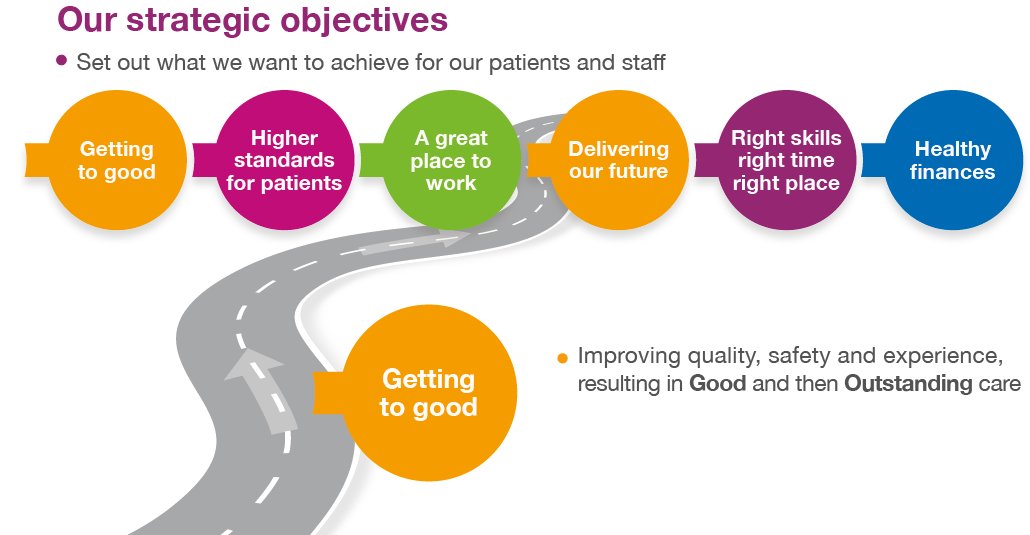 Our strategic objectives
Set out what we want to achieve for our patients and staff
Getting
to good
Higher
standards
for patients
A great
place to
work
Delivering
our future
Right skills
right time
right place
Healthy
finances
Getting
to good
Improving quality, safety and experience,
resulting in Good and then Outstanding care